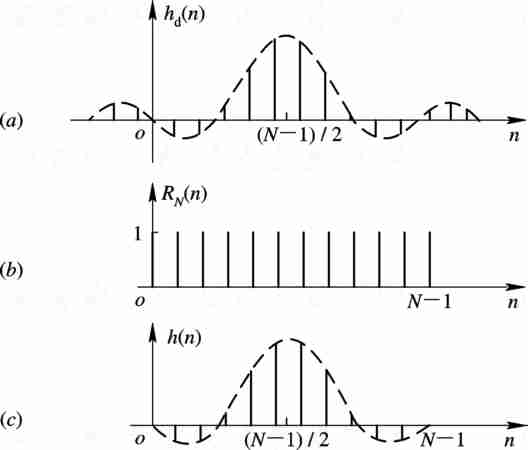 h_d(n)
(a)
o
(N−1) / 2
n
R_N(n)
1
(b)
o
N−1
n
h(n)
(c)
o
(N−1) / 2
N−1
n